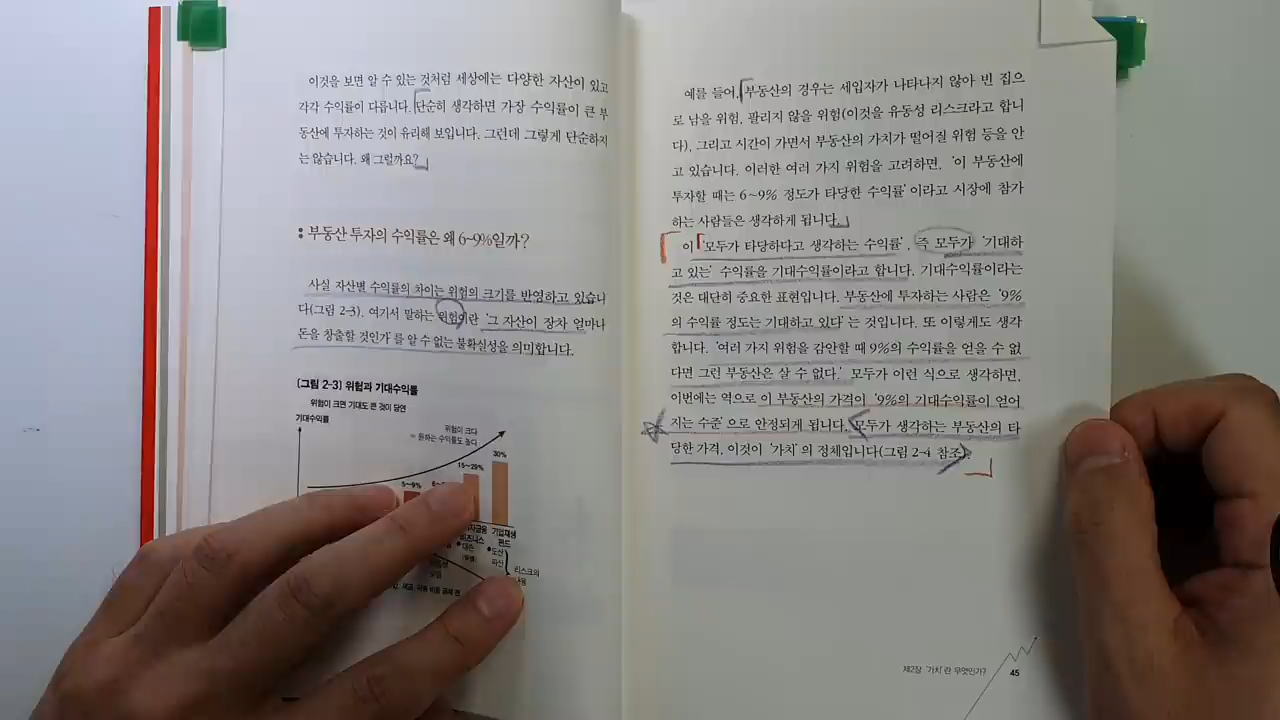 이것을 보면 알 수 있는 것처럼 세상에는 다양한 자산이 있고
각각 수익률이 다릅니다. 단순히 생각하면 가장 수익률이 큰 부
동산에 투자하는 것이 유리해 보입니다. 그런데 그렇게 단순하지
는 않습니다. 왜 그럴까요?
: 부동산 투자의 수익률은 왜 6~9%일까?
사실 자산별 수익률의 차이는 위험의 크기를 반영하고 있습니
다(그림 2-3). 여기서 말하는 위험이란 '그 자산이 장차 얼마나
돈을 창출할 것인가'를 알 수 없는 불확실성을 의미합니다.
(그림 2-3) 위험과 기대수익률
위험이 크면 기대도 큰 것이 당연
기대수익률
위험이 크다
= 원하는 수익률도 높다
30%
15~29%
5~9%
기업재생
비즈니스 펀드
•대손 •도산
파산
리스크의
예를 들어, 부동산의 경우는 세입자가 나타나지 않아 빈 집으
로 남을 위험, 팔리지 않을 위험(이것을 유동성 리스크라고 합니
다), 그리고 시간이 가면서 부동산의 가치가 떨어질 위험 등을 안
고 있습니다. 이러한 여러 가지 위험을 고려하면, '이 부동산에
투자할 때는 6~9% 정도가 타당한 수익률'이라고 시장에 참가
하는 사람들은 생각하게 됩니다.
이 '모두가 타당하다고 생각하는 수익률', 즉 모두가 '기대하
고 있는' 수익률을 기대수익률이라고 합니다. 기대수익률이라는
것은 대단히 중요한 표현입니다. 부동산에 투자하는 사람은 '9%
의 수익률 정도는 기대하고 있다'는 것입니다. 또 이렇게도 생각
합니다. '여러 가지 위험을 감안할 때 9%의 수익률을 얻을 수 없
다면 그런 부동산은 살 수 없다.' 모두가 이런 식으로 생각하면,
이번에는 역으로 이 부동산의 가격이 '9%의 기대수익률이 얻어
지는 수준'으로 안정되게 됩니다. 모두가 생각하는 부동산의 타
당한 가격, 이것이 '가치'의 정체입니다(그림 2-4 참조).
제2장 '가치'란 무엇인가? 45